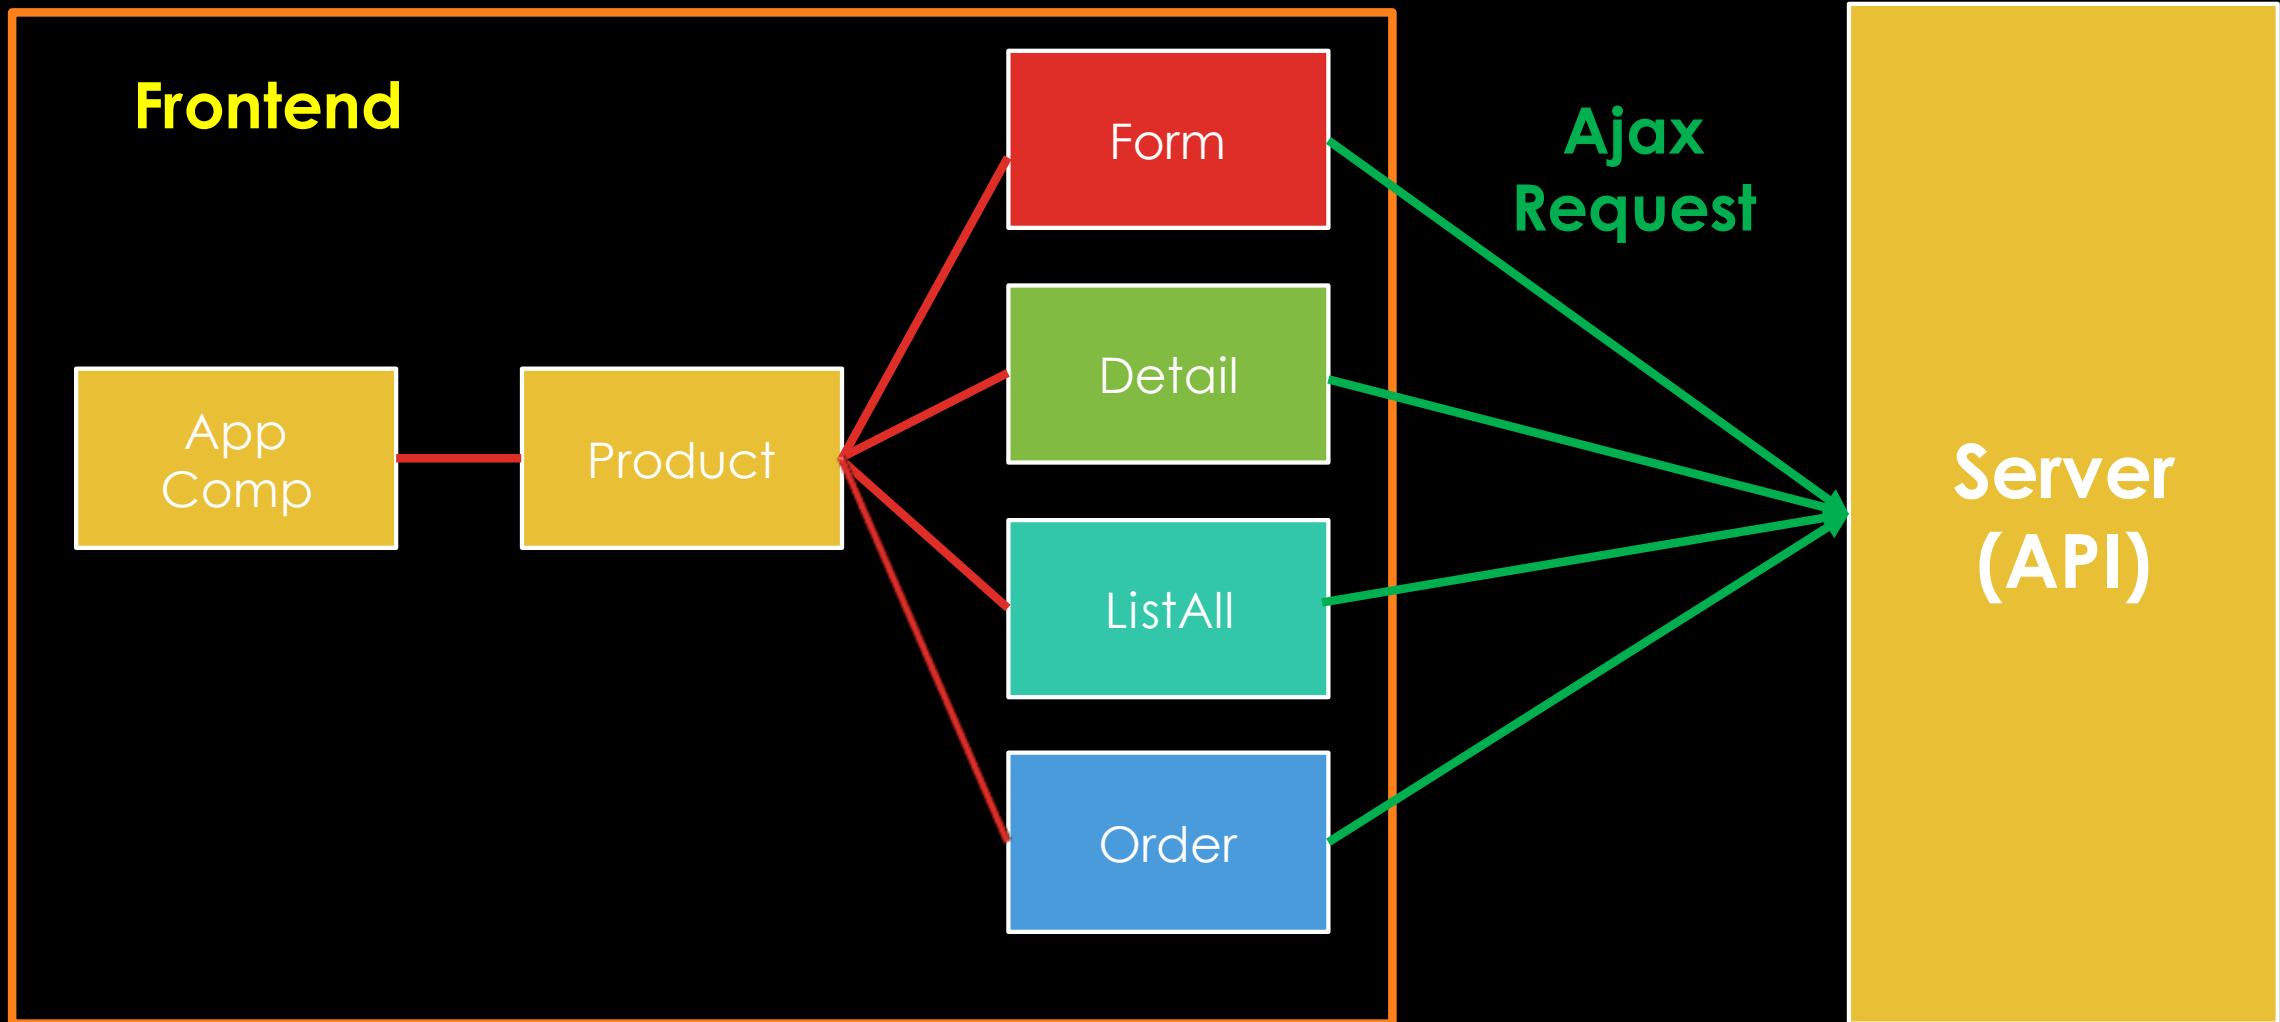 Frontend
Form
Ajax
Request
Detail
App
Comp
Product
Server
(API)
ListAll
Order